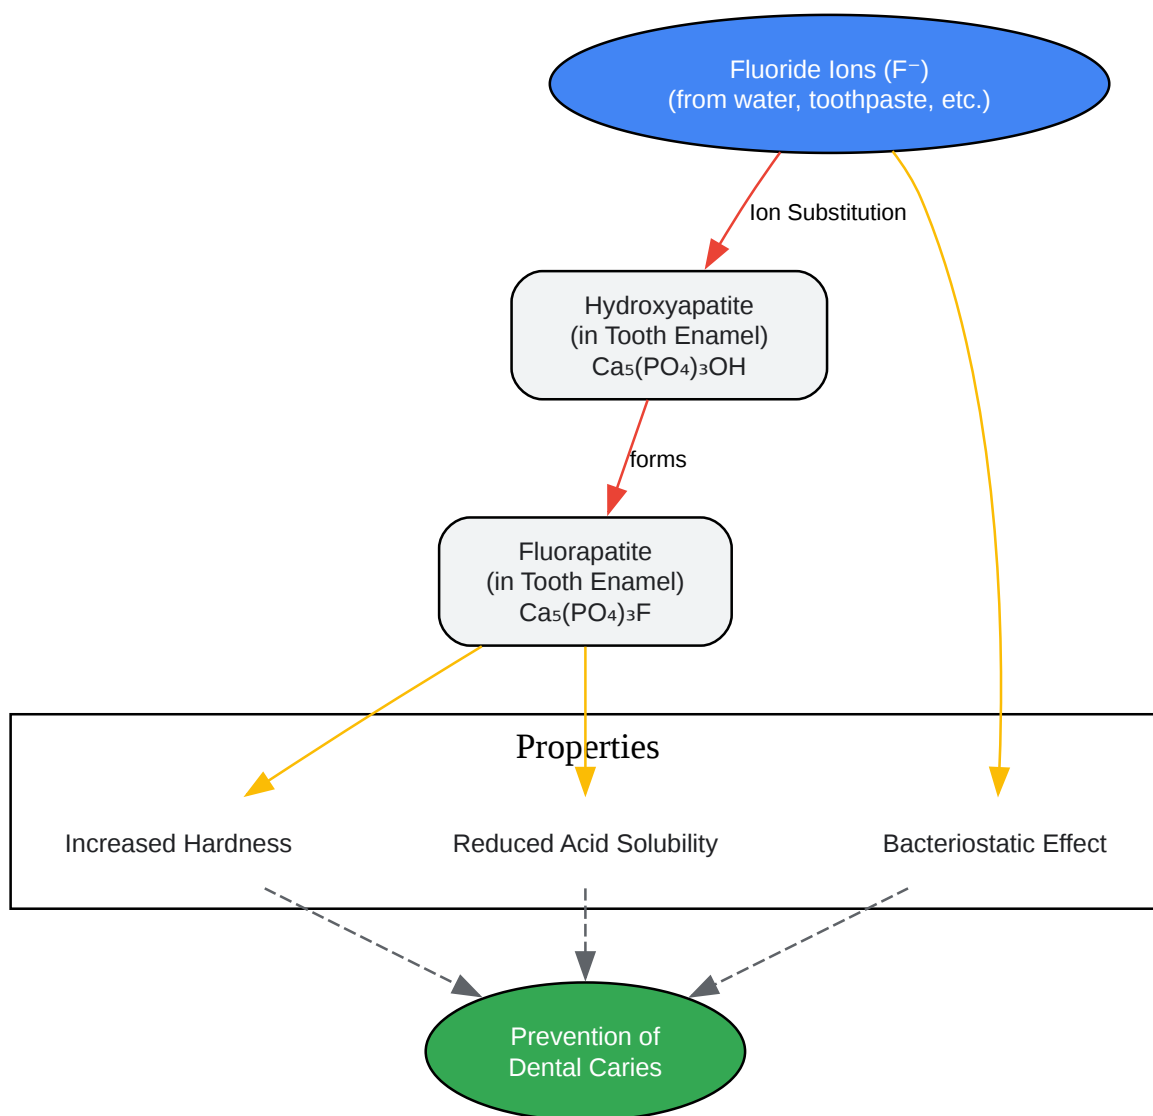 Fluoride Ions (F⁻)
(from water, toothpaste, etc.)
Ion Substitution
Hydroxyapatite
(in Tooth Enamel)
Ca₅(PO₄)₃OH
forms
Fluorapatite
(in Tooth Enamel)
Ca₅(PO₄)₃F
Properties
Increased Hardness
Reduced Acid Solubility
Bacteriostatic Effect
Prevention of
Dental Caries